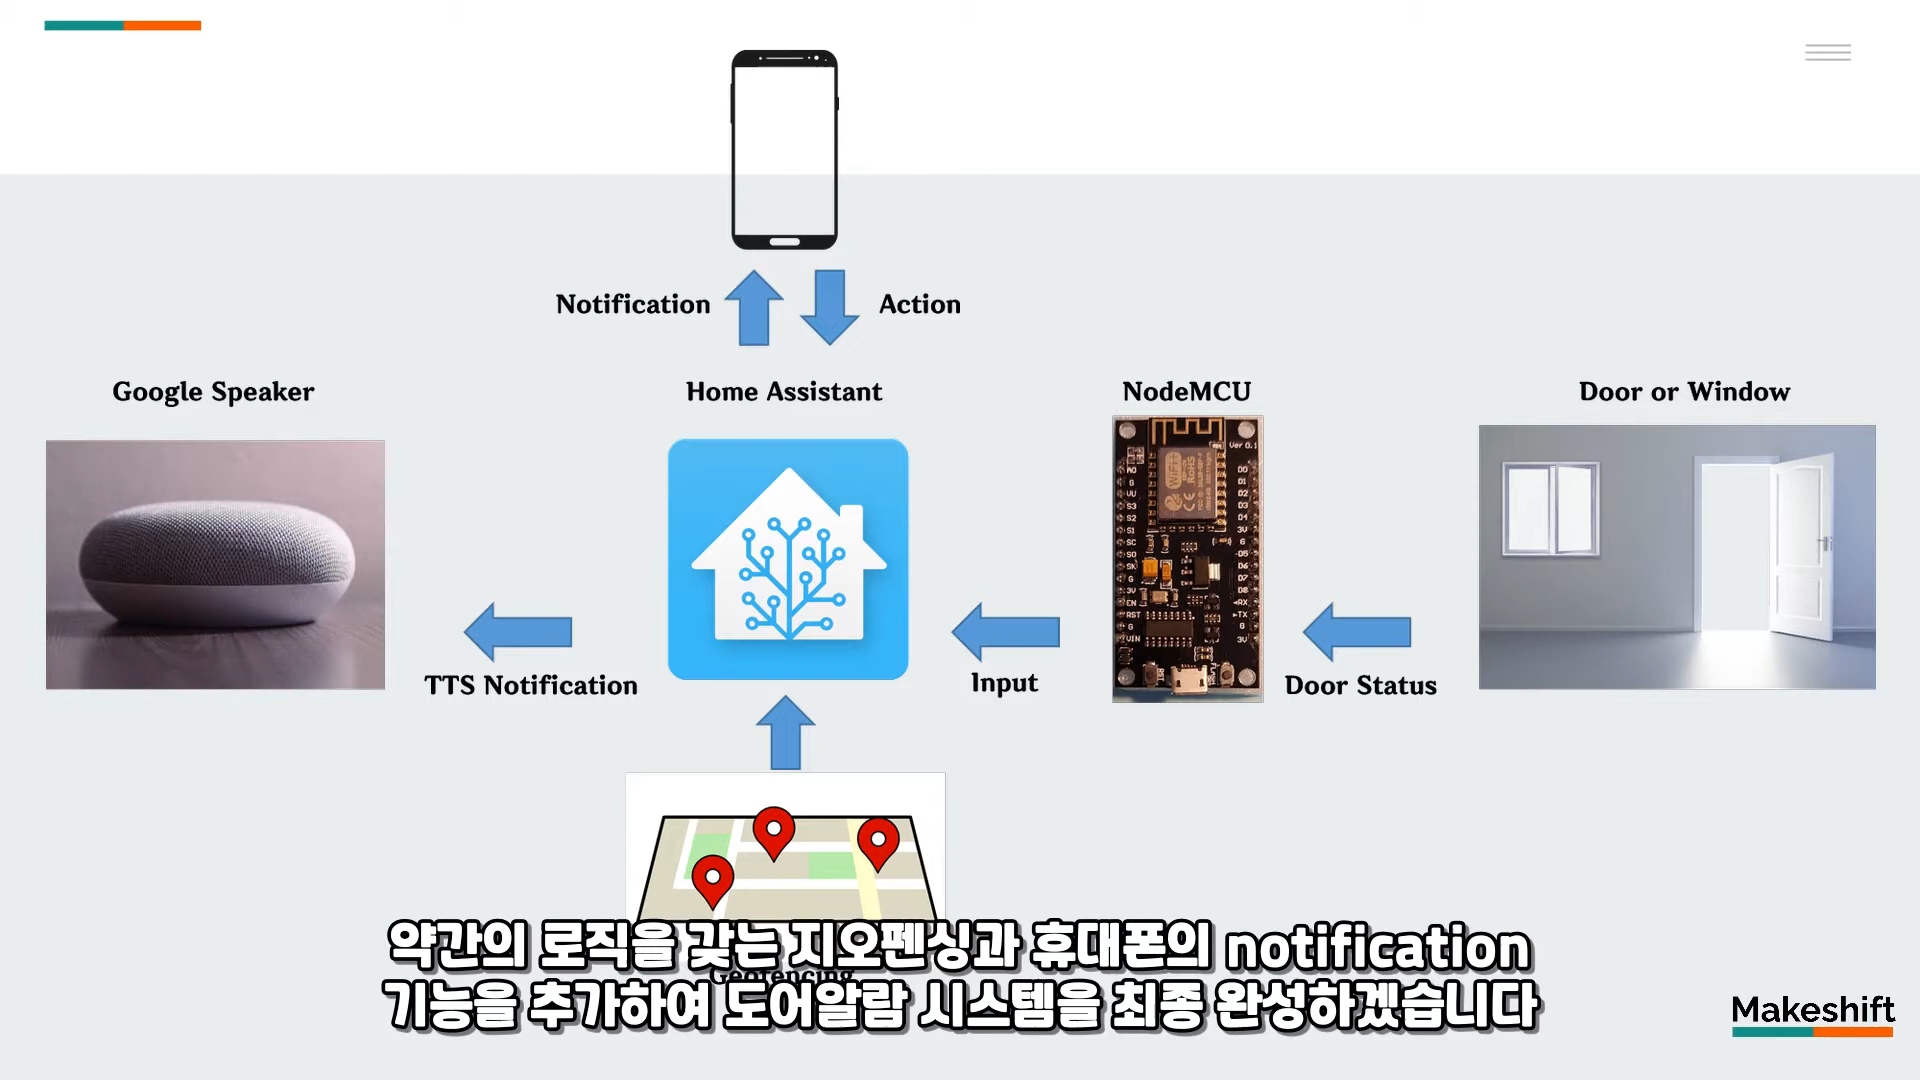 Notification
Action
Google Speaker
Home Assistant
NodeMCU
Door or Window
TTS Notification
Input
Door Status
Geofencing
약간의 로직을 갖는 지오펜싱과 휴대폰의 notification
기능을 추가하여 도어알람 시스템을 최종 완성하겠습니다
Makeshift